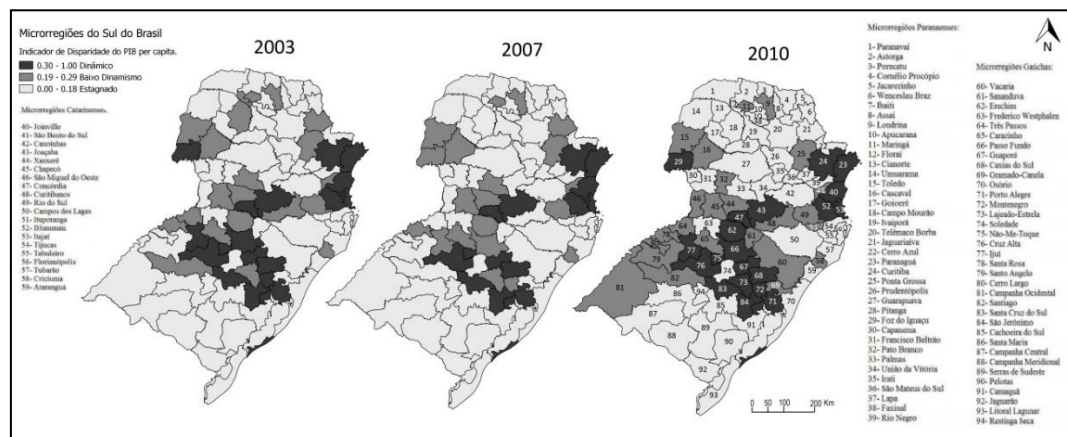 Microrregiões do Sul do Brasil
Indicador de Disparidade do PIB per capita.
0.30 - 1.00 Dinâmico
0.19 - 0.29 Baixo Dinamismo
0.00 - 0.18 Estagnado
Microrregiões Catarinenses:
40- Joinville
41- São Bento do Sul
42- Canoinhas
43- Joaçaba
44- Xanxerê
45- Chapecó
46- São Miguel do Oeste
47- Concórdia
48- Curitibanos
49- Rio do Sul
50- Campos des Lages
51- Ituporanga
52- Blumenau
53- Itajaí
54- Tijucas
55- Tabuleiro
56- Florianópolis
57- Tubarão
58- Criciuma
59- Araranguá
2003
2007
2010
Microrregiões Paranaenses:
1- Paranavaí
2- Astorga
3- Porecatu
4- Cornélio Procópio
5- Jacarezinho
6- Wenceslau Braz
7- Ibaiti
8- Assaí
9- Londrina
10- Apucarana
11- Maringá
12- Floraí
13- Cianorte
14- Umuarama
15- Toledo
16- Cascavel
17- Goioerê
18- Campo Mourão
19- Ivaiporã
20- Telêmaco Borba
21- Jaguariaíva
22- Cerro Azul
23- Paranaguá
24- Curitiba
25- Ponta Grossa
26- Prudentópolis
27- Guarapuava
28- Pitanga
29- Foz do Iguaçu
30- Capanema
31- Francisco Beltrão
32- Pato Branco
33- Palmas
34- União da Vitória
35- Irati
36- São Mateus do Sul
37- Lapa
38- Faxinal
39- Rio Negro
N
Microrregiões Gaúchas:
60- Vacaria
61- Sananduva
62- Erechim
63- Frederico Westphalen
64- Três Passos
65- Carazinho
66- Passo Fundo
67- Guaporé
68- Caxias do Sul
69- Gramado-Canela
70- Osório
71- Porto Alegre
72- Montenegro
73- Lajeado-Estrela
74- Soledade
75- Não-Me-Toque
76- Cruz Alta
77- Ijuí
78- Santa Rosa
79- Santo Angelo
80- Cerro Largo
81- Campanha Ocidental
82- Santiago
83- Santa Cruz do Sul
84- São Jerônimo
85- Cachoeira do Sul
86- Santa Maria
87- Campanha Central
88- Campanha Meridional
89- Serras de Sudeste
90- Pelotas
91- Camaquã
92- Jaguarão
93- Litoral Lagunar
94- Restinga Seca
0 50 100 200 Km